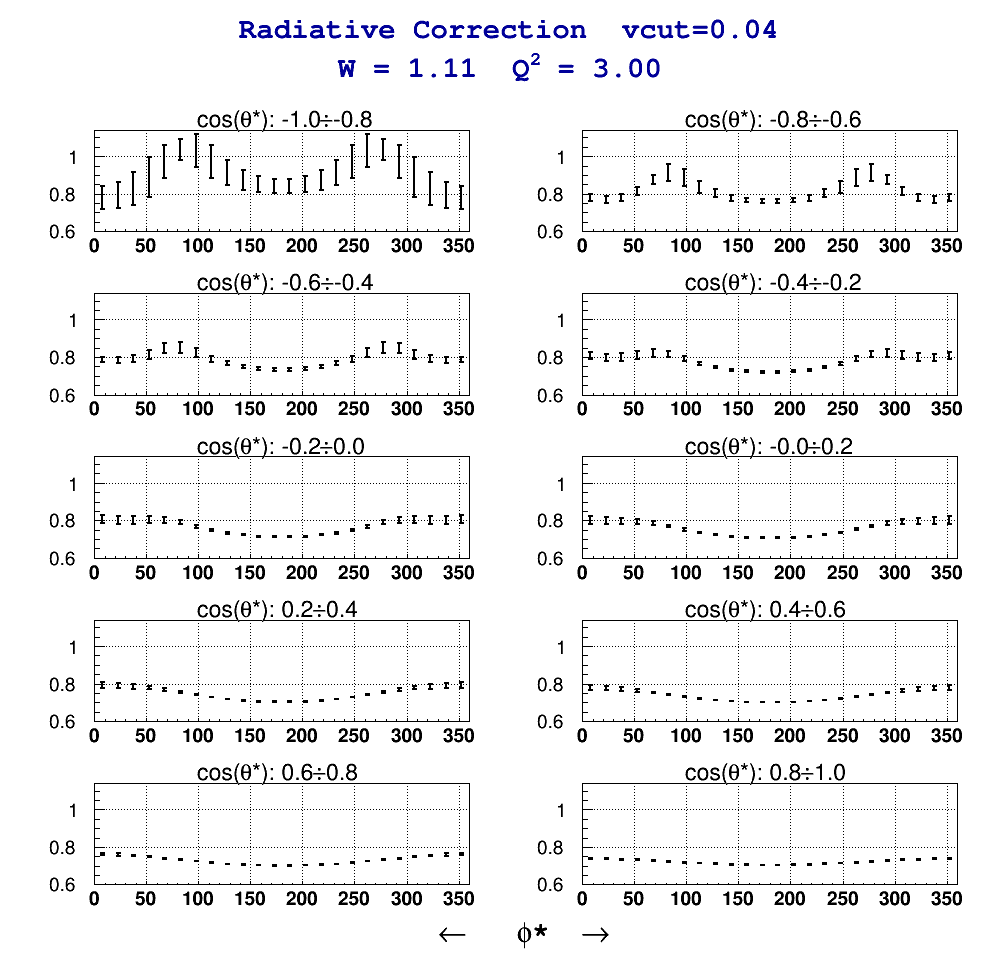 Radiative Correction vcut=0.04
W = 1.11 Q² = 3.00
cos(θ*): -1.0÷-0.8
1
0.8
0.6
0 50 100 150 200 250 300 350
cos(θ*): -0.8÷-0.6
1
0.8
0.6
0 50 100 150 200 250 300 350
cos(θ*): -0.6÷-0.4
1
0.8
0.6
0 50 100 150 200 250 300 350
cos(θ*): -0.4÷-0.2
1
0.8
0.6
0 50 100 150 200 250 300 350
cos(θ*): -0.2÷0.0
1
0.8
0.6
0 50 100 150 200 250 300 350
cos(θ*): -0.0÷0.2
1
0.8
0.6
0 50 100 150 200 250 300 350
cos(θ*): 0.2÷0.4
1
0.8
0.6
0 50 100 150 200 250 300 350
cos(θ*): 0.4÷0.6
1
0.8
0.6
0 50 100 150 200 250 300 350
cos(θ*): 0.6÷0.8
1
0.8
0.6
0 50 100 150 200 250 300 350
cos(θ*): 0.8÷1.0
1
0.8
0.6
0 50 100 150 200 250 300 350
← ϕ* →